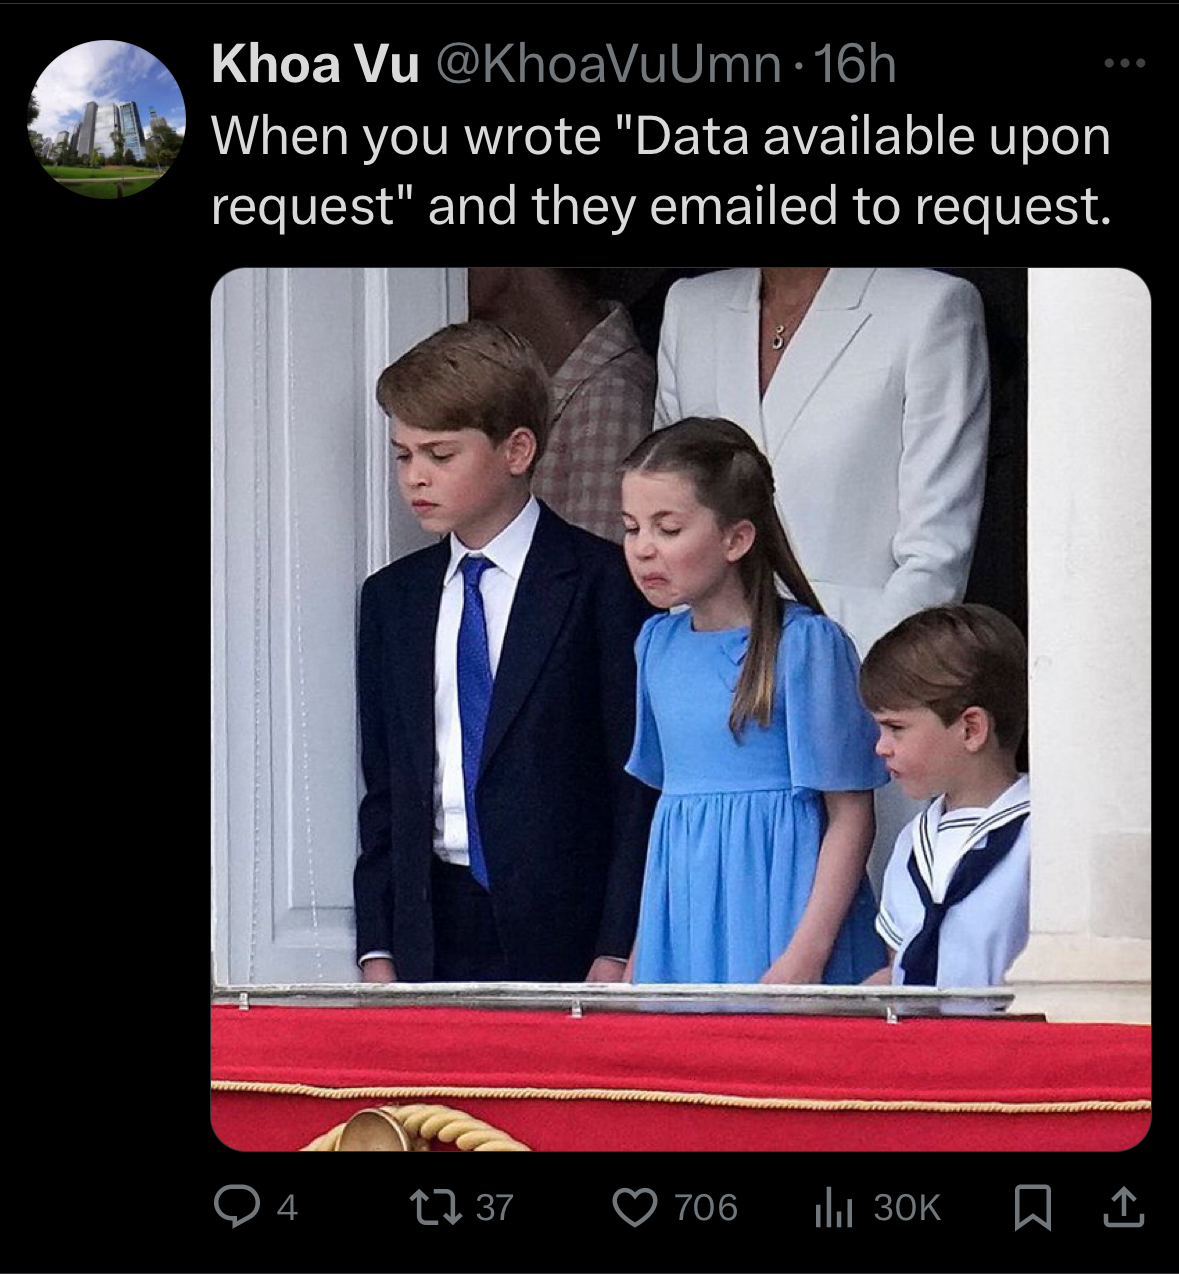 Khoa Vu @KhoaVuUmn · 16h
When you wrote "Data available upon
request" and they emailed to request.
4 37 706 30K